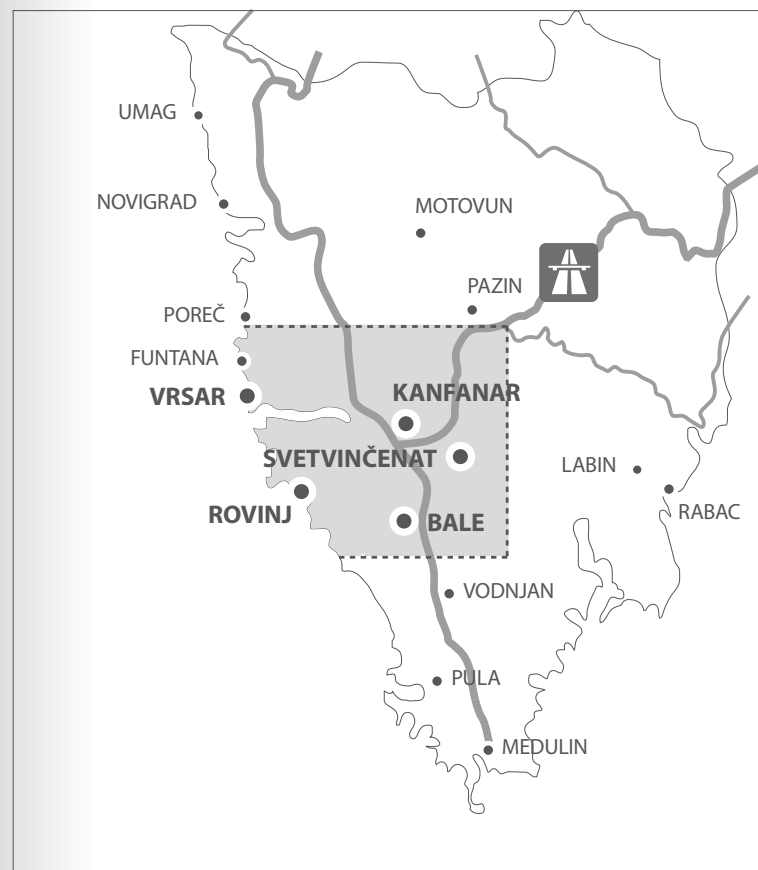 UMAG
NOVIGRAD
MOTOVUN
PAZIN
POREČ
FUNTANA
VRSAR
KANFANAR
SVETVINČENAT
LABIN
ROVINJ
RABAC
BALE
VODNJAN
PULA
MEDULIN